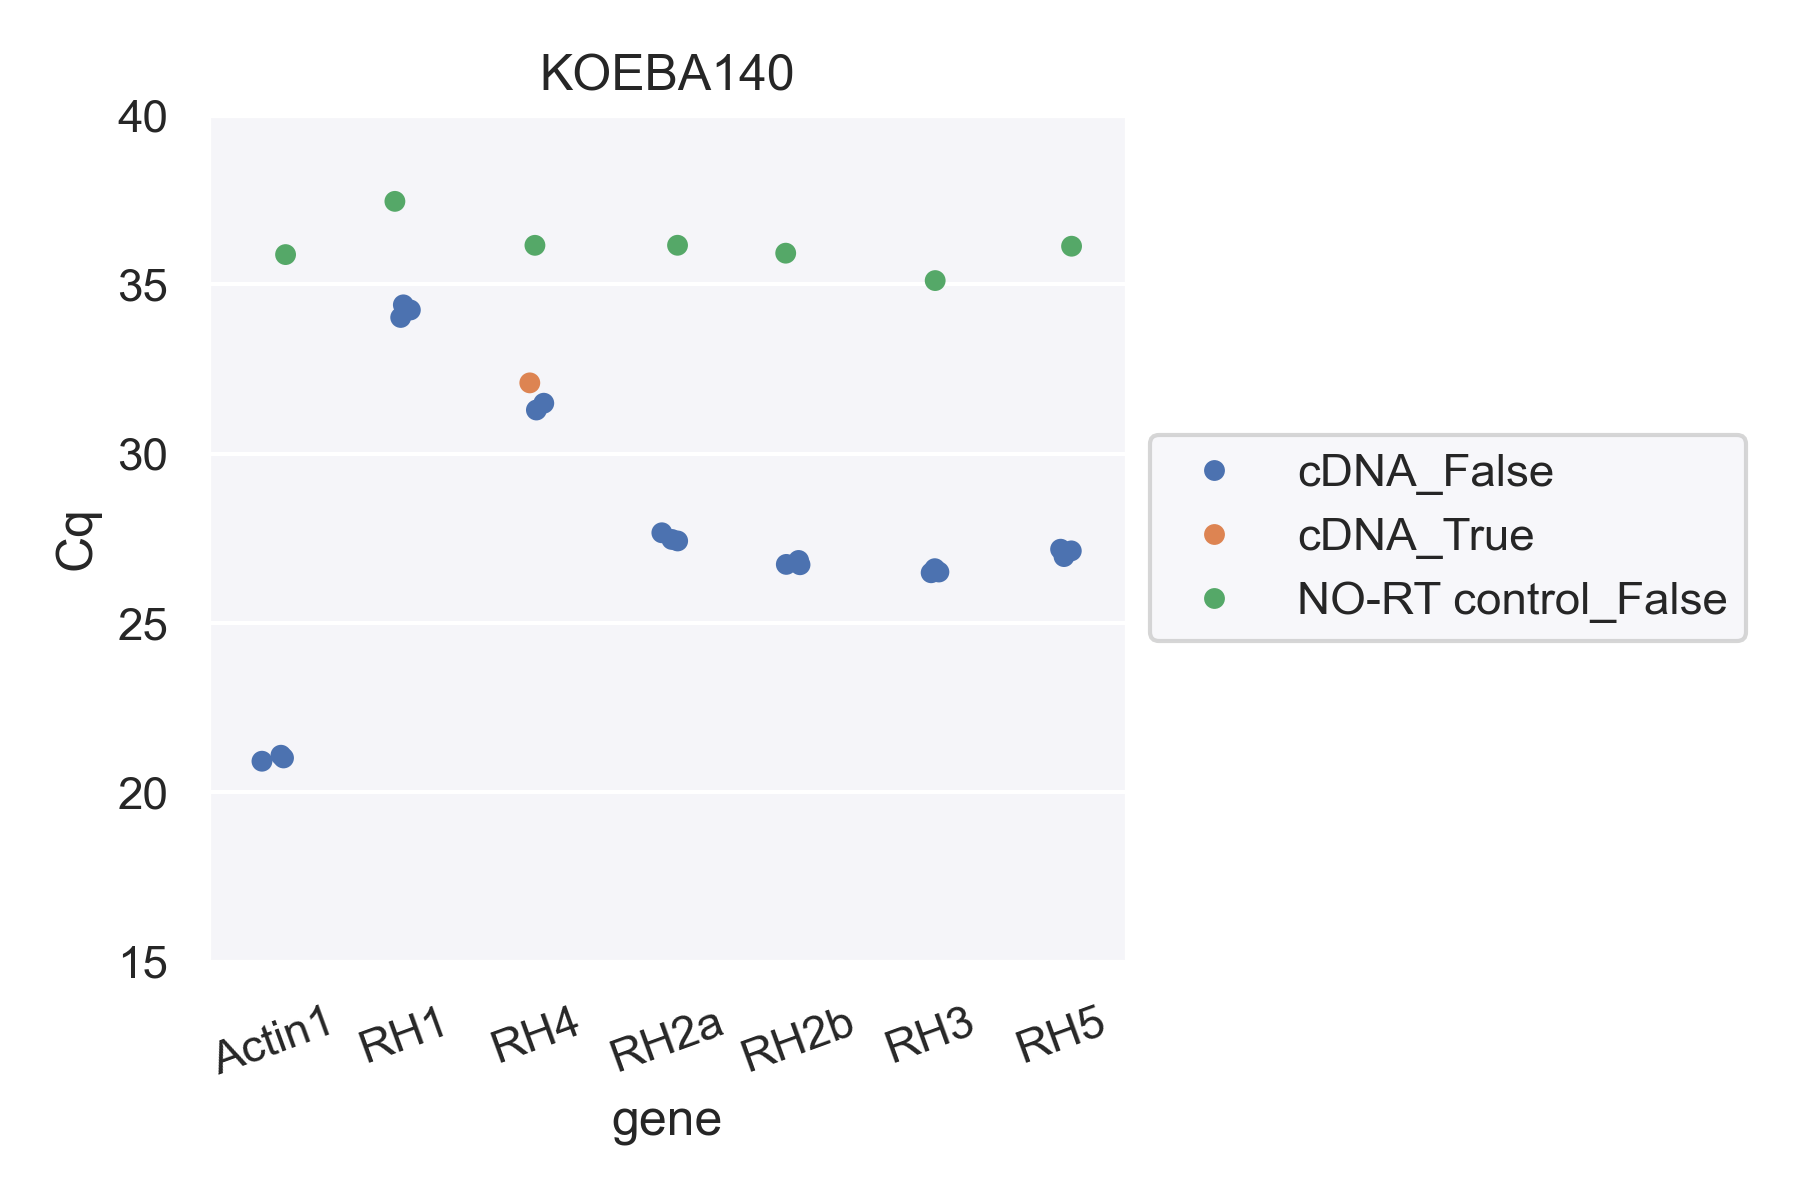 KOEBA140
40
35
30
25
20
15
Cq
Actin1
RH1
RH4
RH2a
RH2b
RH3
RH5
gene
cDNA_False
cDNA_True
NO-RT control_False